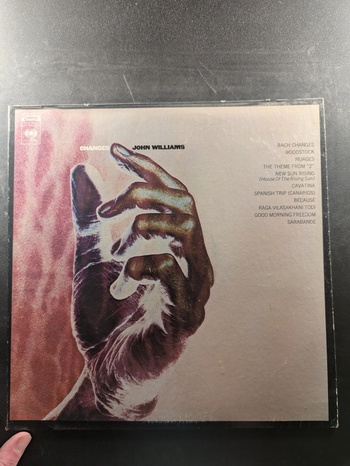 CHANGES
JOHN WILLIAMS
BACH CHANGES
WOODSTOCK
NUAGES
THE THEME FROM "Z"
NEW SUN RISING
(House Of The Rising Sun)
CAVATINA
SPANISH TRIP (CANARIOS)
BECAUSE
RAGA VILASAKHANI TODI
GOOD MORNING FREEDOM
SARABANDE